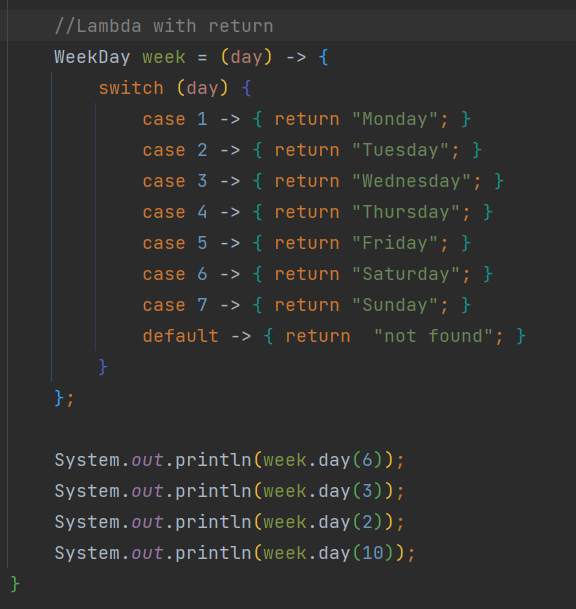 //Lambda with return
WeekDay week = (day) -> {
switch (day) {
case 1 -> { return "Monday"; }
case 2 -> { return "Tuesday"; }
case 3 -> { return "Wednesday"; }
case 4 -> { return "Thursday"; }
case 5 -> { return "Friday"; }
case 6 -> { return "Saturday"; }
case 7 -> { return "Sunday"; }
default -> { return  "not found"; }
}
};
System.out.println(week.day(6));
System.out.println(week.day(3));
System.out.println(week.day(2));
System.out.println(week.day(10));
}